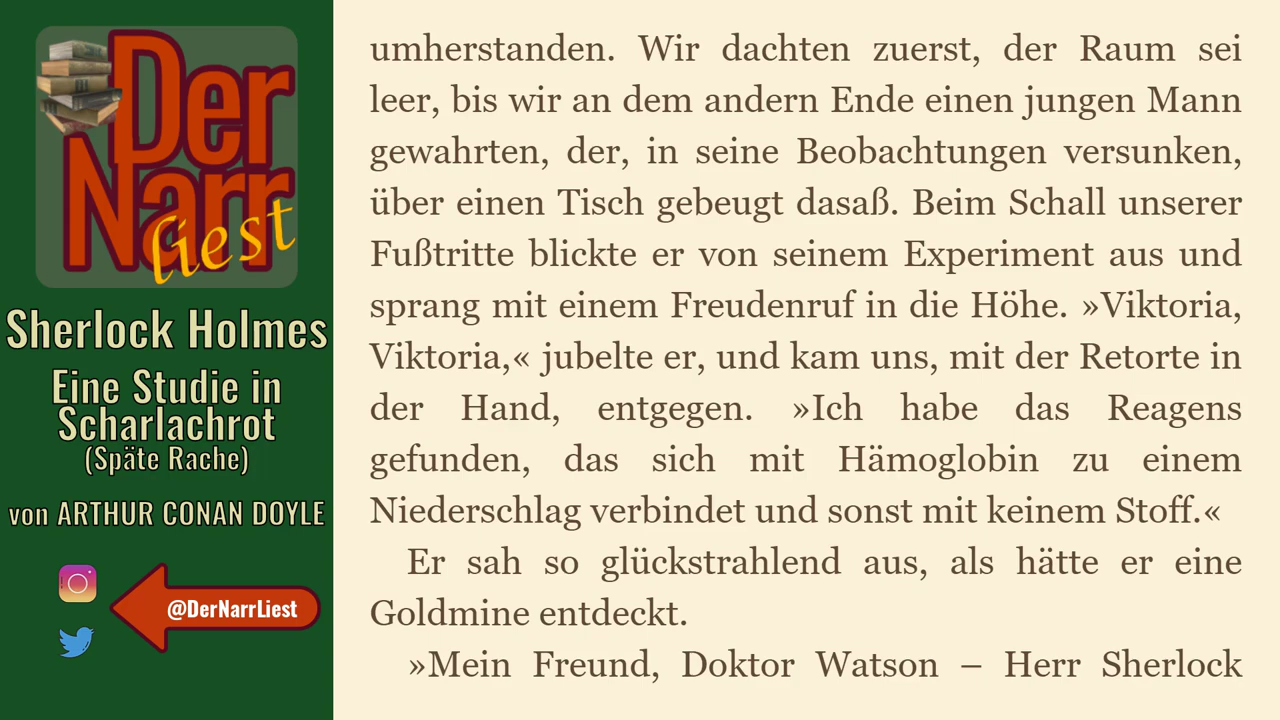 Der
Narr
liest
Sherlock Holmes
Eine Studie in
Scharlachrot
(Späte Rache)
von ARTHUR CONAN DOYLE
@DerNarrLiest
umherstanden. Wir dachten zuerst, der Raum sei
leer, bis wir an dem andern Ende einen jungen Mann
gewahrten, der, in seine Beobachtungen versunken,
über einen Tisch gebeugt dasaß. Beim Schall unserer
Fußtritte blickte er von seinem Experiment aus und
sprang mit einem Freudenruf in die Höhe. »Viktoria,
Viktoria,« jubelte er, und kam uns, mit der Retorte in
der Hand, entgegen. »Ich habe das Reagens
gefunden, das sich mit Hämoglobin zu einem
Niederschlag verbindet und sonst mit keinem Stoff.«
Er sah so glückstrahlend aus, als hätte er eine
Goldmine entdeckt.
»Mein Freund, Doktor Watson – Herr Sherlock